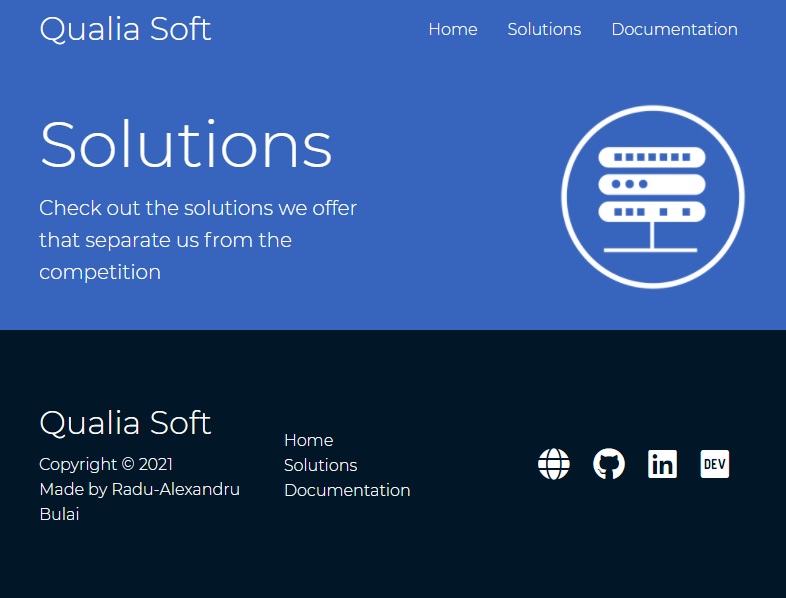 Qualia Soft
Home Solutions Documentation
Solutions
Check out the solutions we offer
that separate us from the
competition
Qualia Soft
Copyright © 2021
Made by Radu-Alexandru
Bulai
Home
Solutions
Documentation
DEV